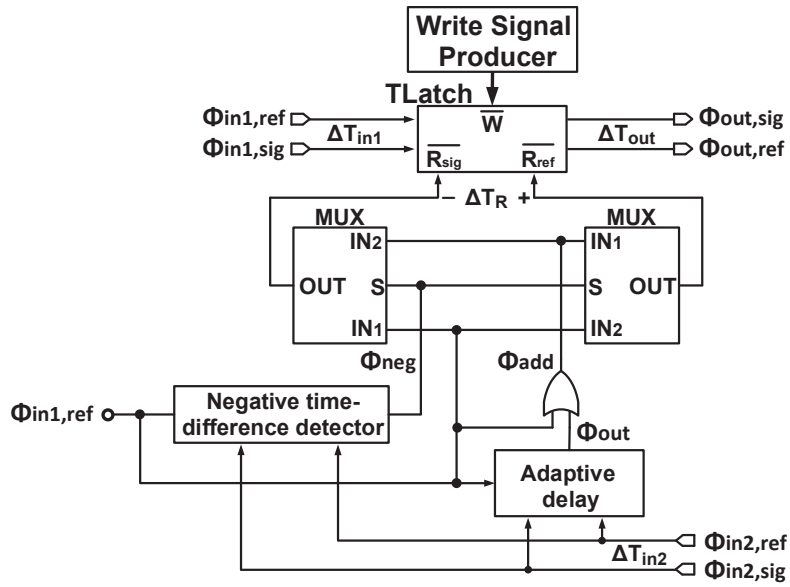 Write Signal
Producer
TLatch
Φin1,ref
ΔTin1
Φin1,sig
W
Rsig
Rref
Φout,sig
ΔTout
Φout,ref
− ΔTR +
MUX
MUX
IN2
IN1
OUT
S
S
OUT
IN1
IN2
Φneg
Φadd
Φin1,ref
Negative time-
difference detector
Φout
Adaptive
delay
Φin2,ref
ΔTin2
Φin2,sig